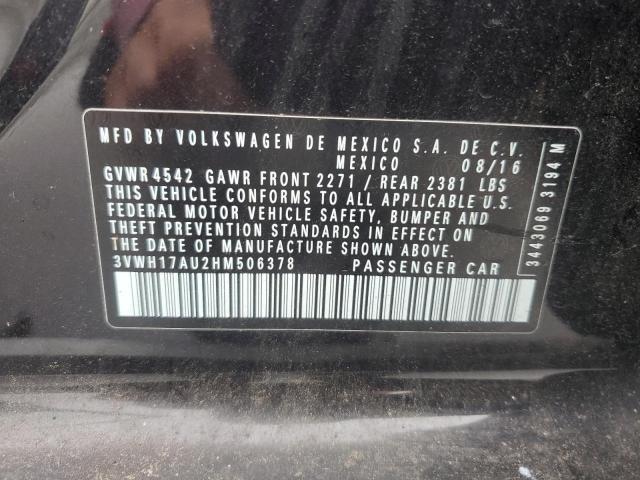 MFD BY VOLKSWAGEN DE MEXICO S.A. DE C.V.
MEXICO 08/16
GVWR 4542 GAWR FRONT 2271 / REAR 2381 LBS
THIS VEHICLE CONFORMS TO ALL APPLICABLE U.S.
FEDERAL MOTOR VEHICLE SAFETY, BUMPER AND
THEFT PREVENTION STANDARDS IN EFFECT ON
THE DATE OF MANUFACTURE SHOWN ABOVE.
3VWH17AU2HM506378 PASSENGER CAR
3443069 3194 M